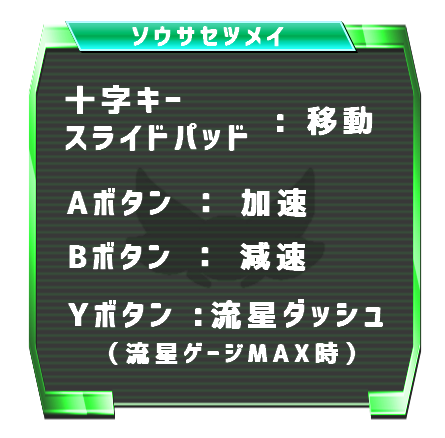 ソウサセツメイ
十字キー
スライドパッド : 移動
Aボタン : 加速
Bボタン : 減速
Yボタン :流星ダッシュ
(流星ゲージMAX時)